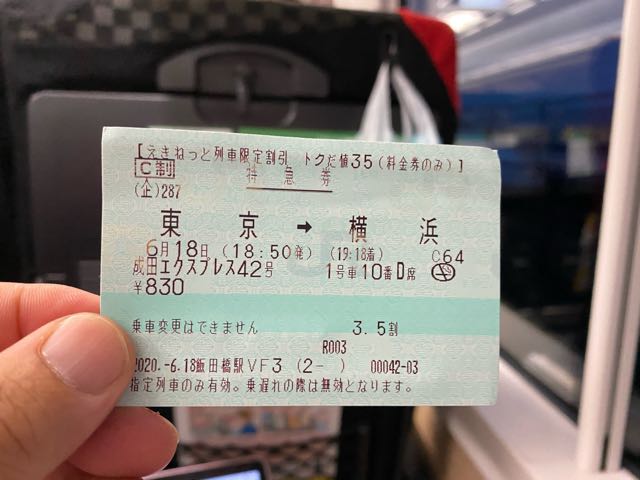 【えきねっと列車限定割引 トクだ値35(料金券のみ)】
C制 特急券
(企)287
東京 → 横浜
6月18日 (18:50発) (19:18着) C64
成田エクスプレス42号 1号車10番D席
¥830
乗車変更はできません 3.5割
R003
2020.-6.18飯田橋駅VF3 (2- ) 00042-03
指定列車のみ有効。乗遅れの際は無効となります。